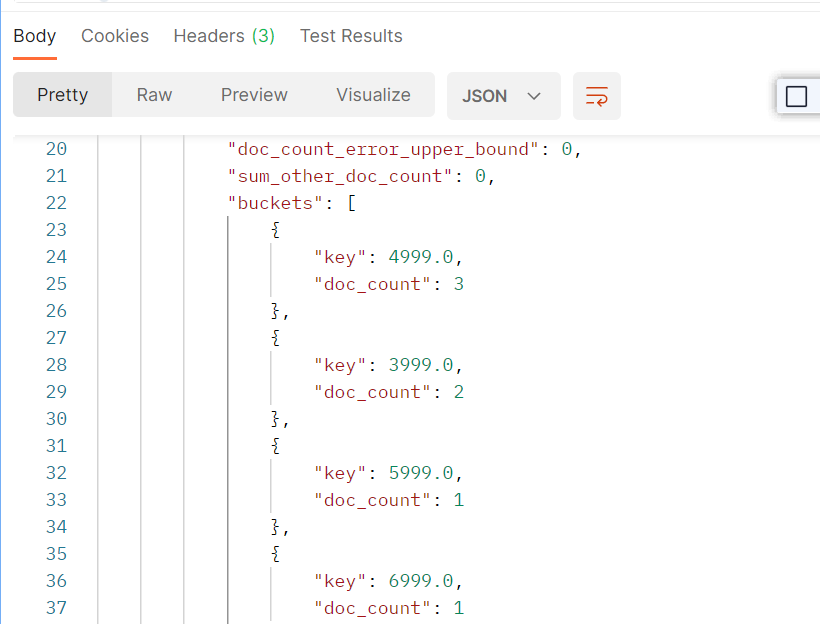 Body Cookies Headers (3) Test Results
Pretty Raw Preview Visualize JSON
20 "doc_count_error_upper_bound": 0,
21 "sum_other_doc_count": 0,
22 "buckets": [
23 {
24 "key": 4999.0,
25 "doc_count": 3
26 },
27 {
28 "key": 3999.0,
29 "doc_count": 2
30 },
31 {
32 "key": 5999.0,
33 "doc_count": 1
34 },
35 {
36 "key": 6999.0,
37 "doc_count": 1